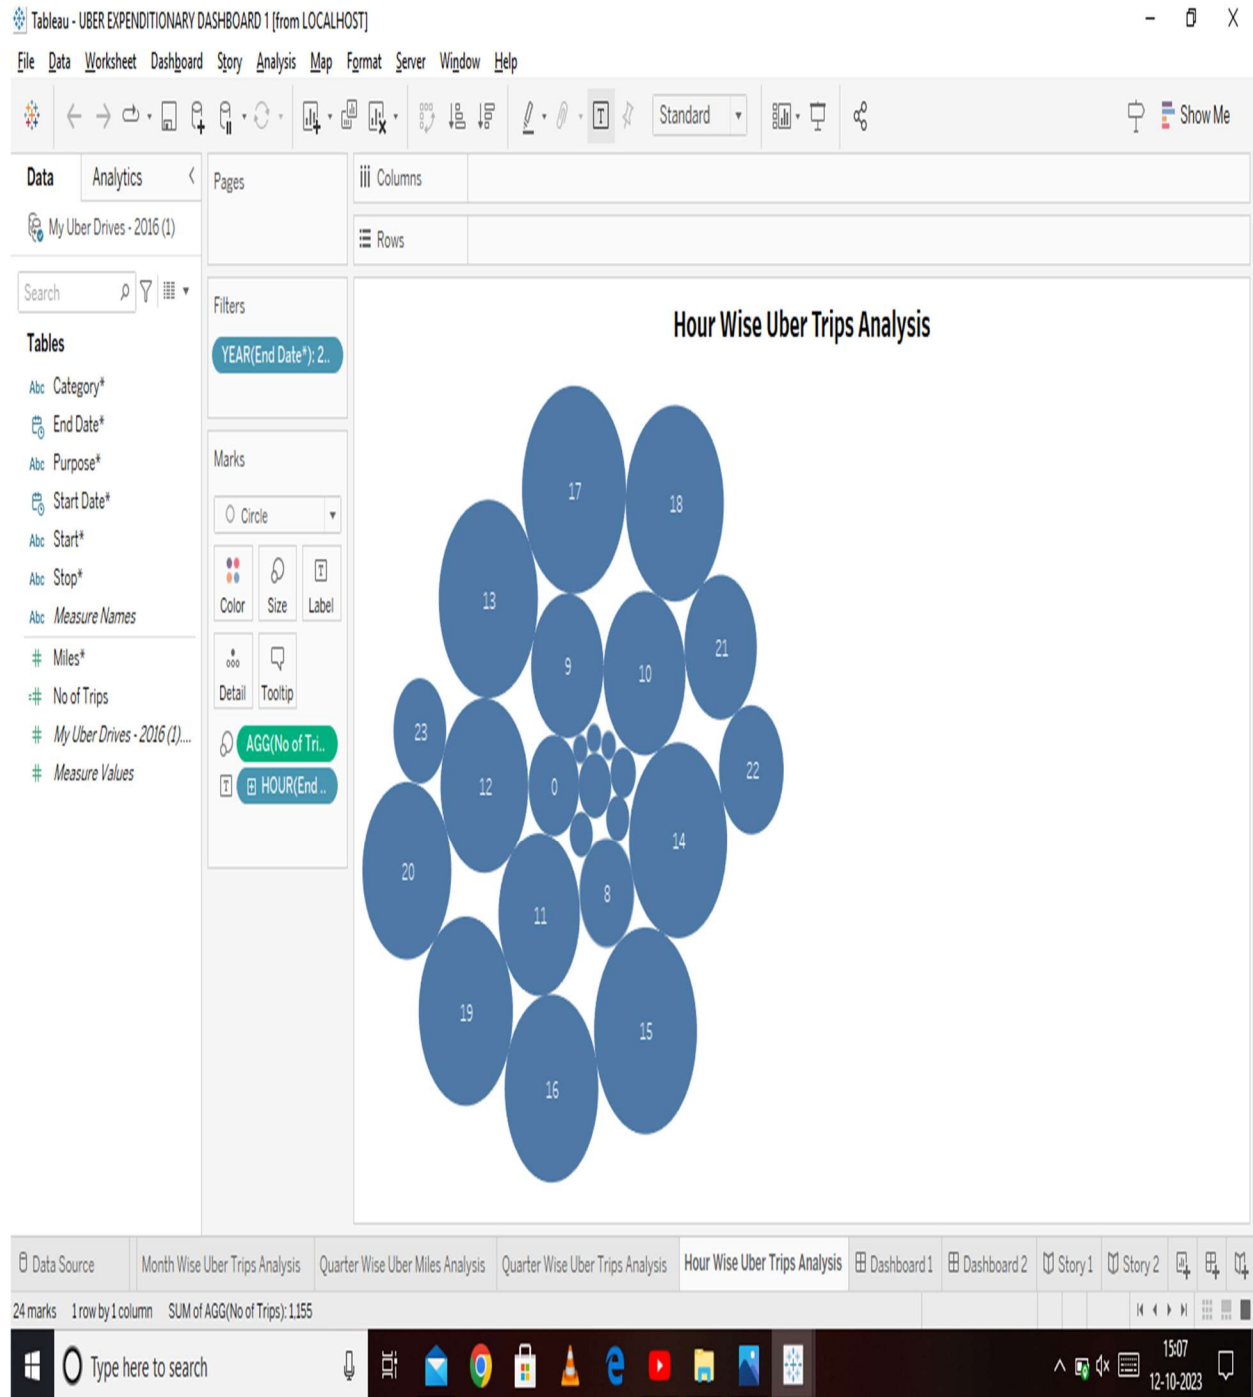 Tableau - UBER EXPENDITIONARY DASHBOARD 1 [from LOCALHOST]
File Data Worksheet Dashboard Story Analysis Map Format Server Window Help
Standard
Show Me
Data Analytics
My Uber Drives - 2016 (1)
Search
Tables
Abc Category*
End Date*
Abc Purpose*
Start Date*
Abc Start*
Abc Stop*
Abc Measure Names
# Miles*
=# No of Trips
# My Uber Drives - 2016 (1)....
# Measure Values
Pages
Filters
YEAR(End Date*): 2..
Marks
Circle
Color Size Label
Detail Tooltip
AGG(No of Tri..
HOUR(End ..
Columns
Rows
Hour Wise Uber Trips Analysis
17
18
13
21
9
10
23
22
12
0
14
20
8
11
19
15
16
Data Source Month Wise Uber Trips Analysis Quarter Wise Uber Miles Analysis Quarter Wise Uber Trips Analysis Hour Wise Uber Trips Analysis Dashboard 1 Dashboard 2 Story 1 Story 2
24 marks 1 row by 1 column SUM of AGG(No of Trips): 1,155
Type here to search
15:07
12-10-2023